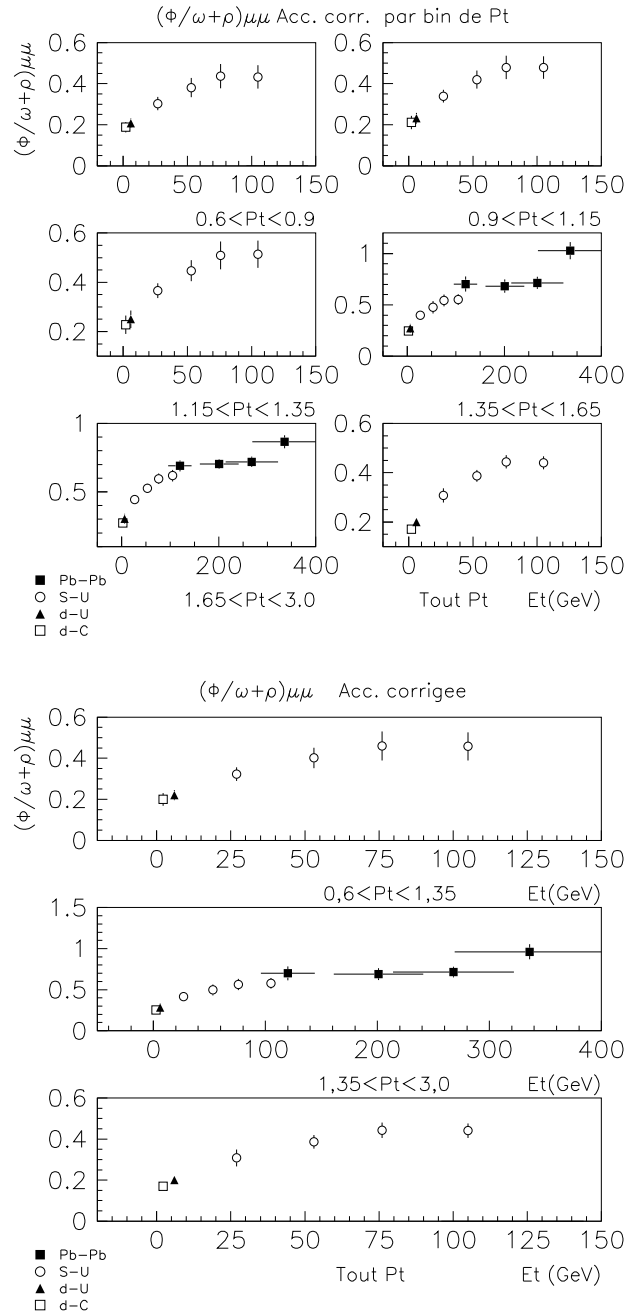 (Φ/ω+ρ)μμ Acc. corr. par bin de Pt
(Φ/ω+ρ)μμ
0.6
0.4
0.2
0
0 50 100 150
0.6<Pt<0.9
0.6
0.4
0.2
0
0 50 100 150
0.9<Pt<1.15
0.6
0.4
0.2
0 50 100 150
1.15<Pt<1.35
1
0.5
0
0 200 400
1.35<Pt<1.65
1
0.5
0 200 400
1.65<Pt<3.0
0.4
0.2
0 50 100 150
Tout Pt Et(GeV)
Pb−Pb
S−U
d−U
d−C
(Φ/ω+ρ)μμ Acc. corrigee
(Φ/ω+ρ)μμ
0.6
0.4
0.2
0
0 25 50 75 100 125 150
0,6<Pt<1,35 Et(GeV)
1.5
1
0.5
0
0 100 200 300 400
1,35<Pt<3,0 Et(GeV)
0.6
0.4
0.2
0
0 25 50 75 100 125 150
Tout Pt Et (GeV)
Pb−Pb
S−U
d−U
d−C